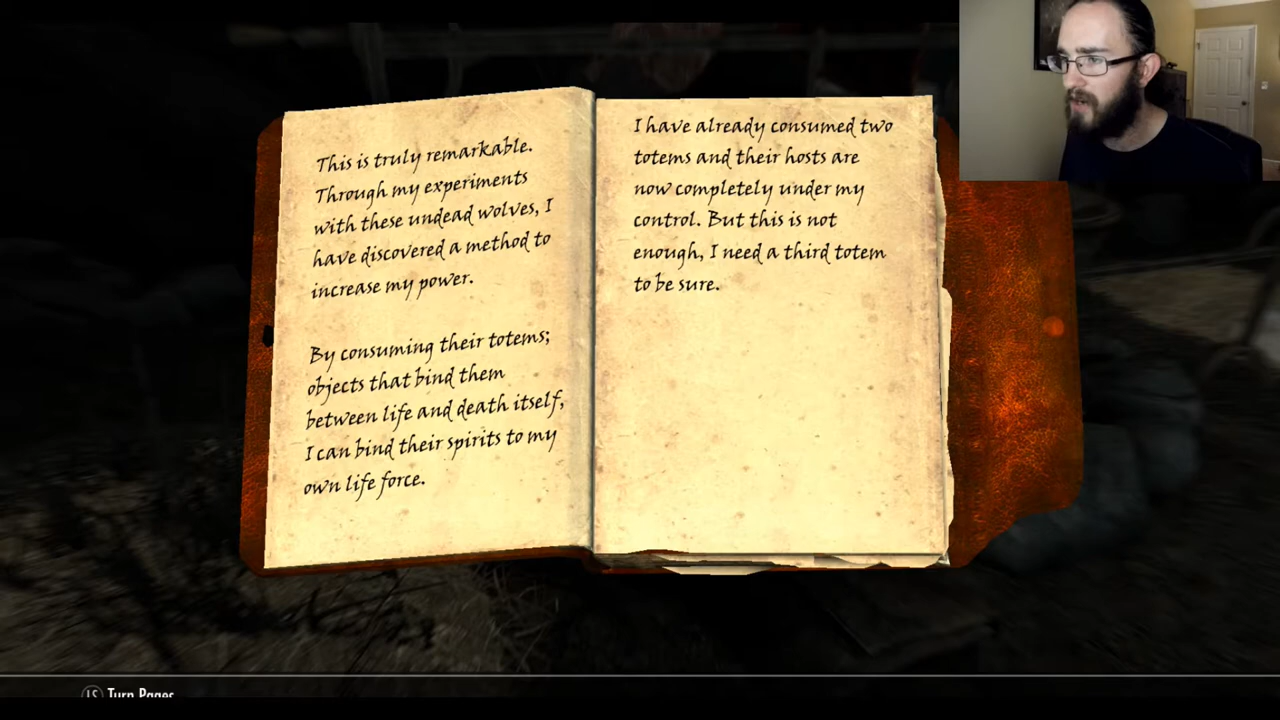 This is truly remarkable.
Through my experiments
with these undead wolves, I
have discovered a method to
increase my power.
By consuming their totems;
objects that bind them
between life and death itself,
I can bind their spirits to my
own life force.
I have already consumed two
totems and their hosts are
now completely under my
control. But this is not
enough, I need a third totem
to be sure.
LS Turn Pages